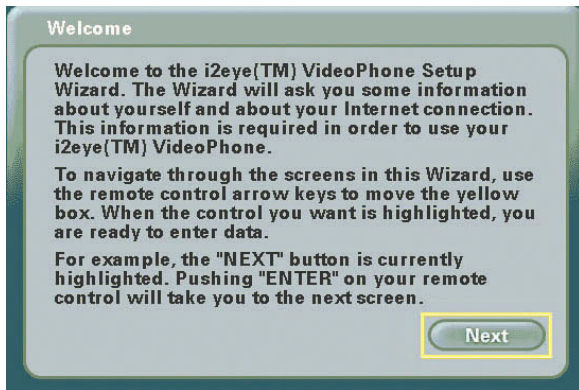 Welcome
Welcome to the i2eye(TM) VideoPhone Setup
Wizard. The Wizard will ask you some information
about yourself and about your Internet connection.
This information is required in order to use your
i2eye(TM) VideoPhone.
To navigate through the screens in this Wizard, use
the remote control arrow keys to move the yellow
box. When the control you want is highlighted, you
are ready to enter data.
For example, the "NEXT" button is currently
highlighted. Pushing "ENTER" on your remote
control will take you to the next screen.
Next